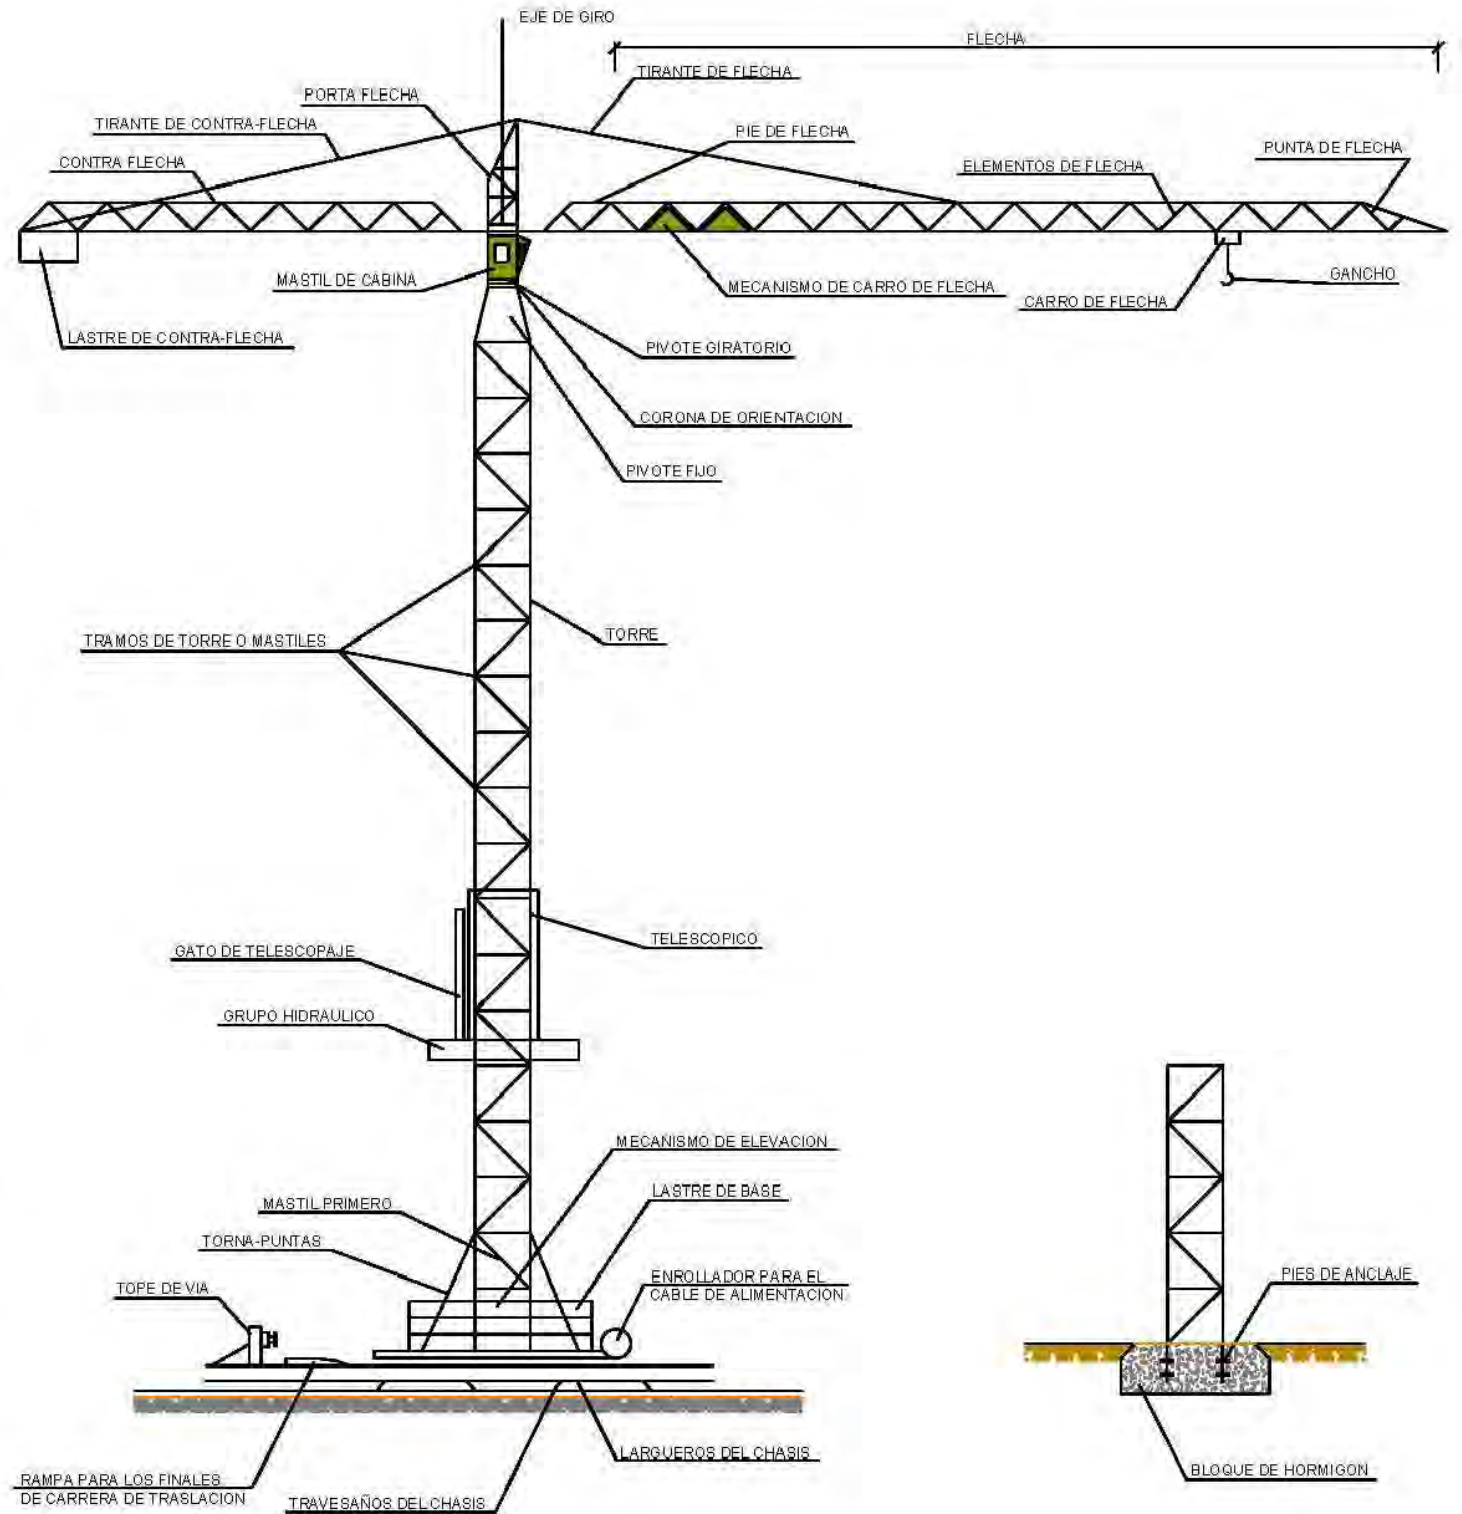 EJE DE GIRO
FLECHA
TIRANTE DE FLECHA
PORTA FLECHA
TIRANTE DE CONTRA-FLECHA
PIE DE FLECHA
CONTRA FLECHA
ELEMENTOS DE FLECHA
PUNTA DE FLECHA
MASTIL DE CABINA
MECANISMO DE CARRO DE FLECHA
GANCHO
CARRO DE FLECHA
LASTRE DE CONTRA-FLECHA
PIVOTE GIRATORIO
CORONA DE ORIENTACION
PIVOTE FIJO
TRAMOS DE TORRE O MASTILES
TORRE
TELESCOPICO
GATO DE TELESCOPAJE
GRUPO HIDRAULICO
MECANISMO DE ELEVACION
LASTRE DE BASE
MASTIL PRIMERO
TORNA-PUNTAS
TOPE DE VIA
ENROLLADOR PARA EL
CABLE DE ALIMENTACION
PIES DE ANCLAJE
LARGUEROS DEL CHASIS
BLOQUE DE HORMIGON
RAMPA PARA LOS FINALES
DE CARRERA DE TRASLACION
TRAVESAÑOS DEL CHASIS